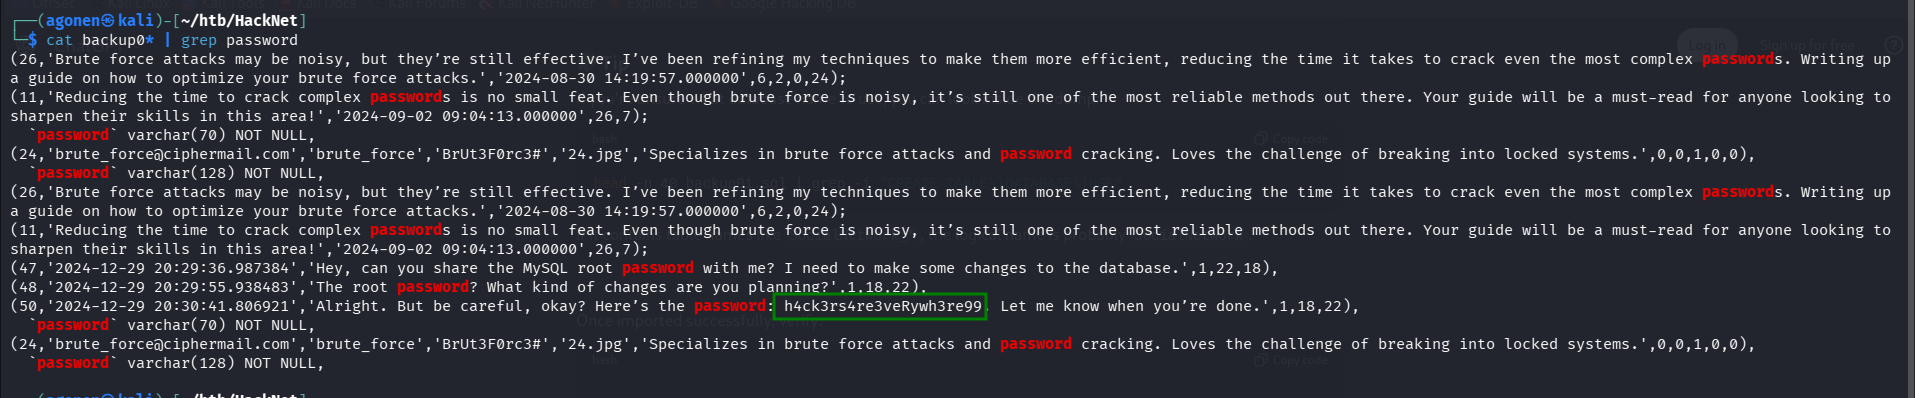 ┌──(agonen㉿kali)-[~/htb/HackNet]
└─$ cat backup0* | grep password
(26,'Brute force attacks may be noisy, but they’re still effective. I’ve been refining my techniques to make them more efficient, reducing the time it takes to crack even the most complex passwords. Writing up
a guide on how to optimize your brute force attacks.','2024-08-30 14:19:57.000000',6,2,0,24);
(11,'Reducing the time to crack complex passwords is no small feat. Even though brute force is noisy, it’s still one of the most reliable methods out there. Your guide will be a must-read for anyone looking to
sharpen their skills in this area!','2024-09-02 09:04:13.000000',26,7);
`password` varchar(70) NOT NULL,
(24,'brute_force@ciphermail.com','brute_force','BrUt3F0rc3#','24.jpg','Specializes in brute force attacks and password cracking. Loves the challenge of breaking into locked systems.',0,0,1,0,0),
`password` varchar(128) NOT NULL,
(26,'Brute force attacks may be noisy, but they’re still effective. I’ve been refining my techniques to make them more efficient, reducing the time it takes to crack even the most complex passwords. Writing up
a guide on how to optimize your brute force attacks.','2024-08-30 14:19:57.000000',6,2,0,24);
(11,'Reducing the time to crack complex passwords is no small feat. Even though brute force is noisy, it’s still one of the most reliable methods out there. Your guide will be a must-read for anyone looking to
sharpen their skills in this area!','2024-09-02 09:04:13.000000',26,7);
(47,'2024-12-29 20:29:36.987384','Hey, can you share the MySQL root password with me? I need to make some changes to the database.',1,22,18),
(48,'2024-12-29 20:29:55.938483','The root password? What kind of changes are you planning?',1,18,22),
(50,'2024-12-29 20:30:41.806921','Alright. But be careful, okay? Here’s the password: h4ck3rs4re3veRywh3re99. Let me know when you’re done.',1,18,22),
`password` varchar(70) NOT NULL,
(24,'brute_force@ciphermail.com','brute_force','BrUt3F0rc3#','24.jpg','Specializes in brute force attacks and password cracking. Loves the challenge of breaking into locked systems.',0,0,1,0,0),
`password` varchar(128) NOT NULL,
(agonen㉿kali)-[~/htb/HackNet]